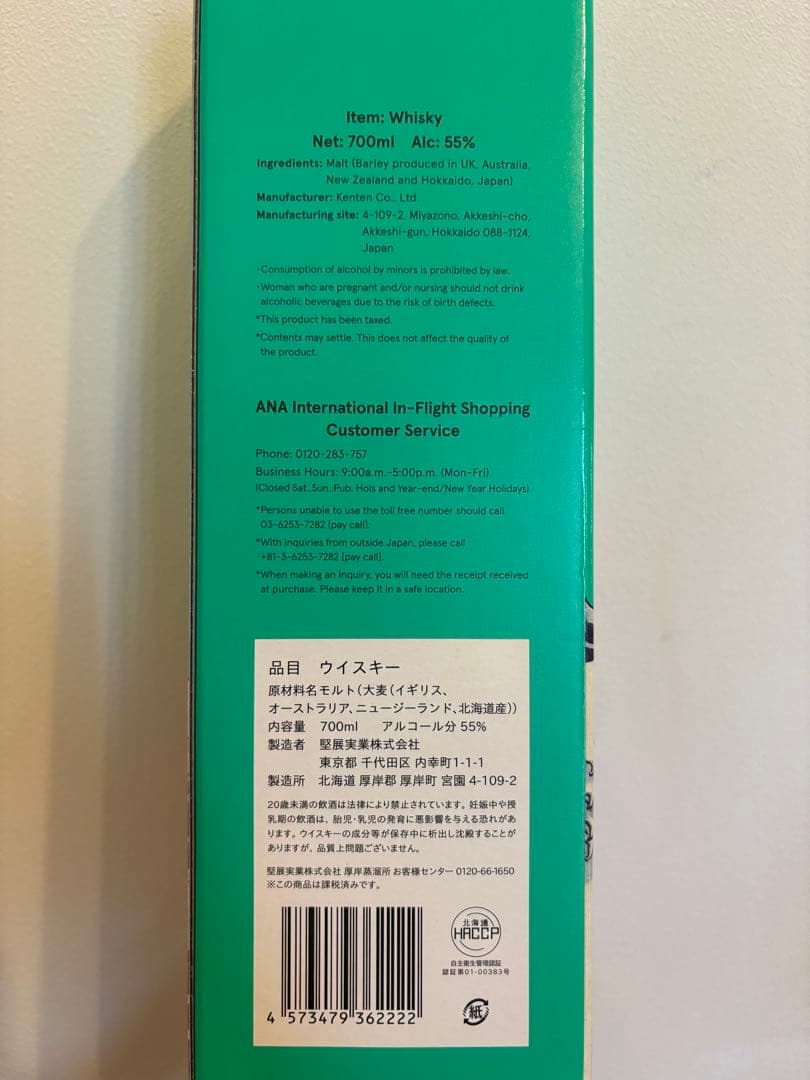 Item: Whisky
Net: 700ml Alc: 55%
Ingredients: Malt (Barley produced in UK, Australia,
New Zealand and Hokkaido, Japan)
Manufacturer: Kenten Co., Ltd.
Manufacturing site: 4-109-2, Miyazono, Akkeshi-cho,
Akkeshi-gun, Hokkaido 088-1124,
Japan
・Consumption of alcohol by minors is prohibited by law.
・Woman who are pregnant and/or nursing should not drink
alcoholic beverages due to the risk of birth defects.
*This product has been taxed.
*Contents may settle. This does not affect the quality of
the product.
ANA International In-Flight Shopping
Customer Service
Phone: 0120-283-757
Business Hours: 9:00a.m.-5:00p.m. (Mon-Fri)
(Closed Sat.,Sun.,Pub. Hols and Year-end/New Year Holidays)
*Persons unable to use the toll free number should call
03-6253-7282 (pay call).
*With inquiries from outside Japan, please call
+81-3-6253-7282 (pay call).
*When making an Inquiry, you will need the receipt received
at purchase. Please keep it in a safe location.
品目 ウイスキー
原材料名 モルト(大麦(イギリス、
オーストラリア、ニュージーランド、北海道産))
内容量 700ml アルコール分 55%
製造者 堅展実業株式会社
東京都 千代田区 内幸町1-1-1
製造所 北海道 厚岸郡 厚岸町 宮園 4-109-2
20歳未満の飲酒は法律により禁止されています。妊娠中や授
乳期の飲酒は、胎児・乳児の発育に悪影響を与える恐れがあ
ります。ウイスキーの成分等が保存中に析出し沈殿することが
ありますが、品質上問題ございません。
堅展実業株式会社 厚岸蒸溜所 お客様センター 0120-66-1650
※この商品は課税済みです。
北海道
HACCP
自主衛生管理認証
認証第01-00383号
4 573479 362222
紙